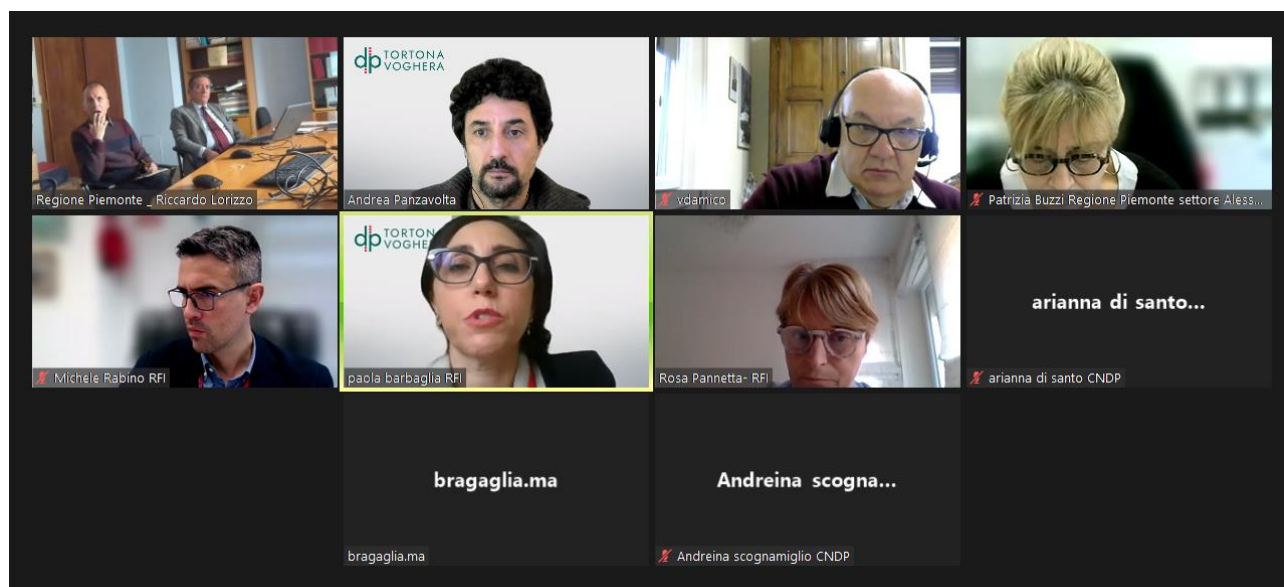 dp TORTONA
VOGHERA
Regione Piemonte _ Riccardo Lorizzo
Andrea Panzavolta
vdamico
Patrizia Buzzi Regione Piemonte settore Aless...
dp TORTON
VOGHE
Michele Rabino RFI
paola barbaglia RFI
Rosa Pannetta- RFI
arianna di santo...
arianna di santo CNDP
bragaglia.ma
bragaglia.ma
Andreina scogna...
Andreina scognamiglio CNDP